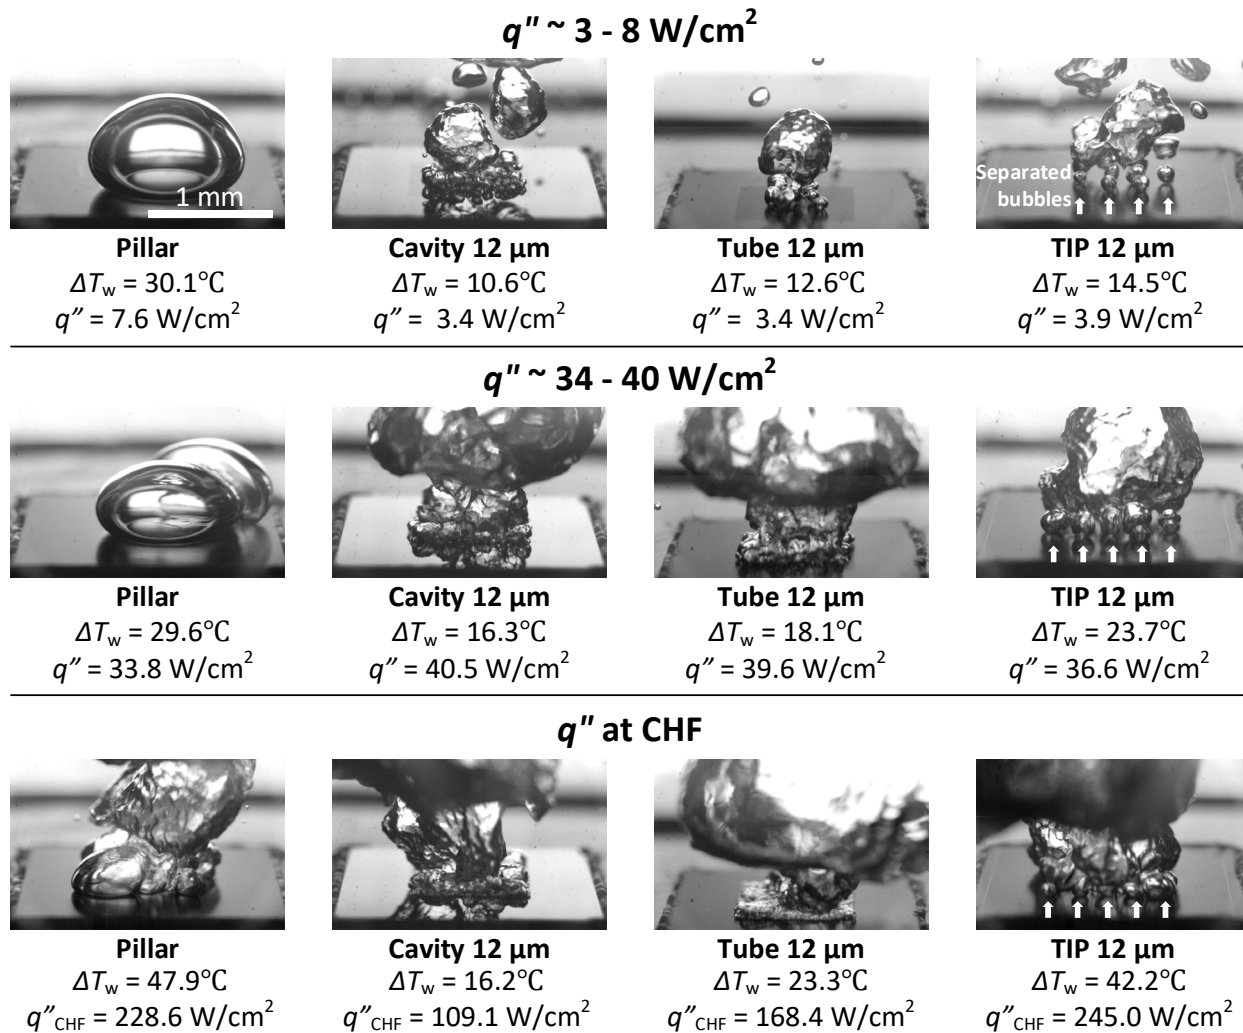 q″ ~ 3 - 8 W/cm²
1 mm
Separated
bubbles
Pillar
ΔTw = 30.1℃
q″ = 7.6 W/cm²
Cavity 12 μm
ΔTw = 10.6℃
q″ = 3.4 W/cm²
Tube 12 μm
ΔTw = 12.6℃
q″ = 3.4 W/cm²
TIP 12 μm
ΔTw = 14.5℃
q″ = 3.9 W/cm²
q″ ~ 34 - 40 W/cm²
Pillar
ΔTw = 29.6℃
q″ = 33.8 W/cm²
Cavity 12 μm
ΔTw = 16.3℃
q″ = 40.5 W/cm²
Tube 12 μm
ΔTw = 18.1℃
q″ = 39.6 W/cm²
TIP 12 μm
ΔTw = 23.7℃
q″ = 36.6 W/cm²
q″ at CHF
Pillar
ΔTw = 47.9℃
q″CHF = 228.6 W/cm²
Cavity 12 μm
ΔTw = 16.2℃
q″CHF = 109.1 W/cm²
Tube 12 μm
ΔTw = 23.3℃
q″CHF = 168.4 W/cm²
TIP 12 μm
ΔTw = 42.2℃
q″CHF = 245.0 W/cm²